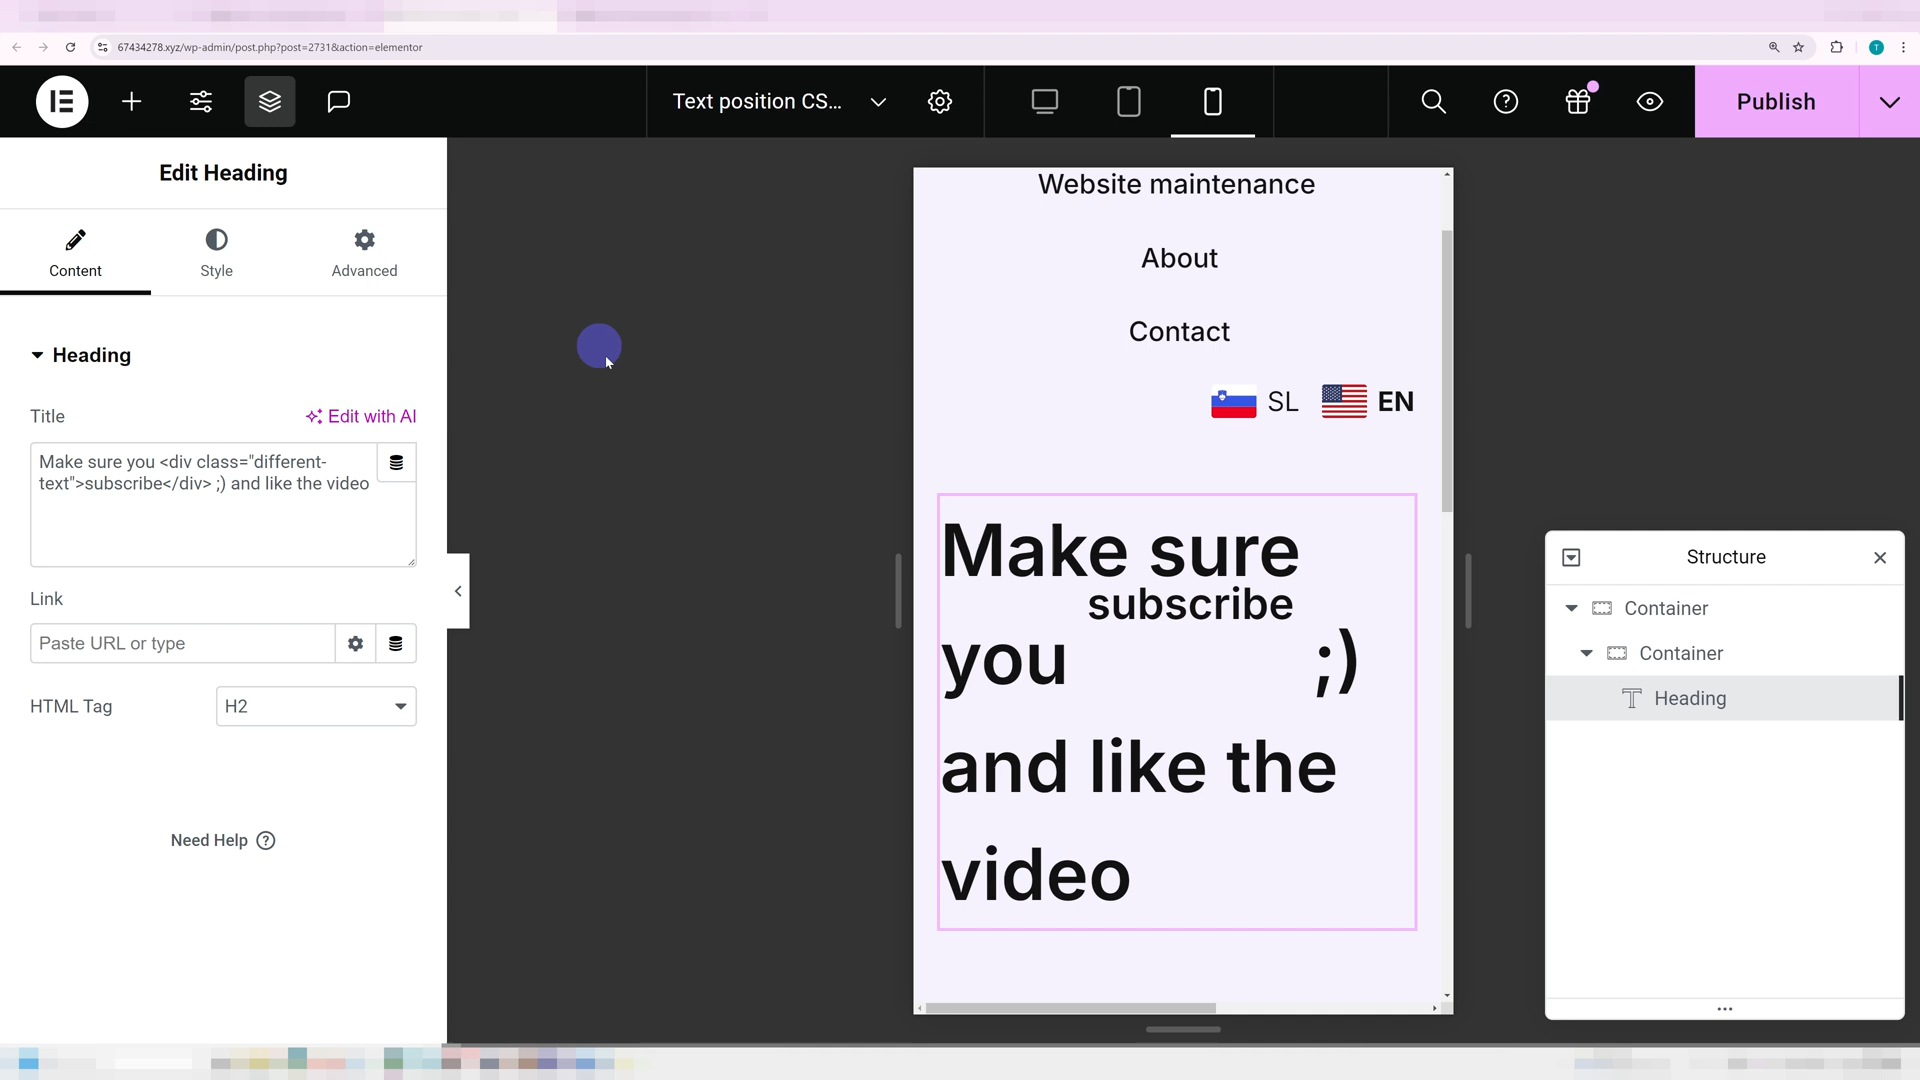 67434278.xyz/wp-admin/post.php?post=2731&action=elementor
T
Text position CS...
Publish
Edit Heading
Content
Style
Advanced
Heading
Title
Edit with AI
Make sure you <div class="different-
text">subscribe</div> ;) and like the video
Link
Paste URL or type
HTML Tag
H2
Need Help
Website maintenance
About
Contact
SL
EN
Make sure
subscribe
you ;)
and like the
video
Structure
Container
Container
Heading